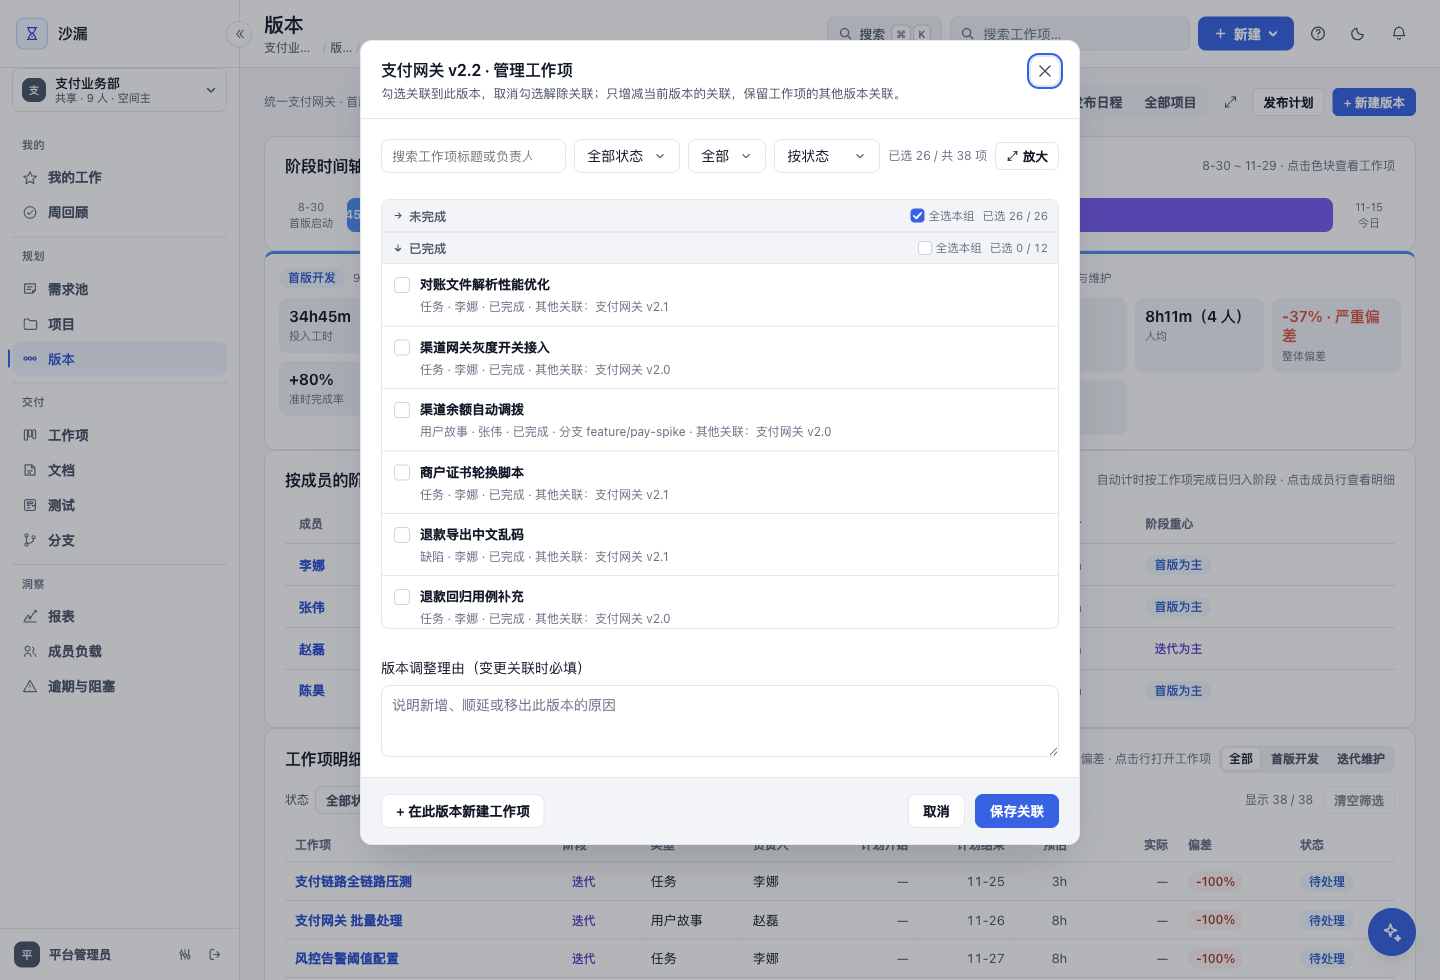 沙漏
支
支付业务部
共享 · 9 人 · 空间主
我的
我的工作
周回顾
规划
需求池
项目
版本
交付
工作项
文档
测试
分支
洞察
报表
成员负载
逾期与阻塞
平
平台管理员
版本
支付业... / 版... /
搜索 ⌘ K
搜索工作项...
+ 新建
统一支付网关 · 首
发布日程
全部项目
发布计划
+ 新建版本
阶段时间轴
8-30 ~ 11-29 · 点击色块查看工作项
8-30
首版启动
45
11-15
今日
首版开发
与维护
34h45m
投入工时
+80%
准时完成率
8h11m（4 人）
人均
-37% · 严重偏差
整体偏差
按成员的阶
自动计时按工作项完成日归入阶段 · 点击成员行查看明细
成员
阶段重心
李娜
首版为主
张伟
首版为主
赵磊
迭代为主
陈昊
首版为主
工作项明细
偏差 · 点击行打开工作项
全部
首版开发
迭代维护
状态
全部状
显示 38 / 38
清空筛选
工作项 阶段 类型 负责人 计划开始 计划结束 预估 实际 偏差 状态
支付链路全链路压测 迭代 任务 李娜 — 11-25 3h — -100% 待处理
支付网关 批量处理 迭代 用户故事 赵磊 — 11-26 8h — -100% 待处理
风控告警阈值配置 迭代 任务 李娜 — 11-27 8h — -100% 待处理
支付网关 v2.2 · 管理工作项
勾选关联到此版本，取消勾选解除关联；只增减当前版本的关联，保留工作项的其他版本关联。
搜索工作项标题或负责人
全部状态
全部
按状态
已选 26 / 共 38 项
放大
→ 未完成
全选本组 已选 26 / 26
↓ 已完成
全选本组 已选 0 / 12
对账文件解析性能优化
任务 · 李娜 · 已完成 · 其他关联：支付网关 v2.1
渠道网关灰度开关接入
任务 · 李娜 · 已完成 · 其他关联：支付网关 v2.0
渠道余额自动调拨
用户故事 · 张伟 · 已完成 · 分支 feature/pay-spike · 其他关联：支付网关 v2.0
商户证书轮换脚本
任务 · 李娜 · 已完成 · 其他关联：支付网关 v2.1
退款导出中文乱码
缺陷 · 李娜 · 已完成 · 其他关联：支付网关 v2.1
退款回归用例补充
任务 · 李娜 · 已完成 · 其他关联：支付网关 v2.0
版本调整理由（变更关联时必填）
说明新增、顺延或移出此版本的原因
+ 在此版本新建工作项
取消
保存关联